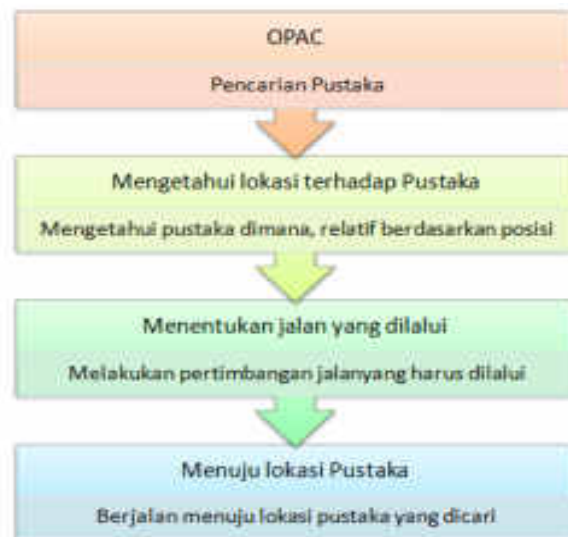 OPAC
Pencarian Pustaka
Mengetahui lokasi terhadap Pustaka
Mengetahui pustaka dimana, relatif berdasarkan posisi
Menentukan jalan yang dilalui
Melakukan pertimbangan jalanyang harus dilalui
Menuju lokasi Pustaka
Berjalan menuju lokasi pustaka yang dicari